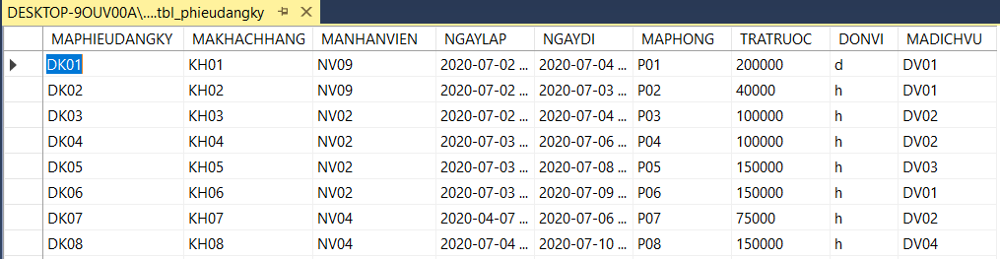 DESKTOP-9OUV00A\....tbl_phieudangky
MAPHIEUDANGKY MAKHACHHANG MANHANVIEN NGAYLAP NGAYDI MAPHONG TRATRUOC DONVI MADICHVU
DK01 KH01 NV09 2020-07-02 ... 2020-07-04 ... P01 200000 d DV01
DK02 KH02 NV09 2020-07-02 ... 2020-07-03 ... P02 40000 h DV01
DK03 KH03 NV02 2020-07-02 ... 2020-07-04 ... P03 100000 h DV02
DK04 KH04 NV02 2020-07-03 ... 2020-07-06 ... P04 100000 h DV02
DK05 KH05 NV02 2020-07-03 ... 2020-07-08 ... P05 150000 h DV03
DK06 KH06 NV02 2020-07-03 ... 2020-07-09 ... P06 150000 h DV01
DK07 KH07 NV04 2020-04-07 ... 2020-07-06 ... P07 75000 h DV02
DK08 KH08 NV04 2020-07-04 ... 2020-07-10 ... P08 150000 h DV04